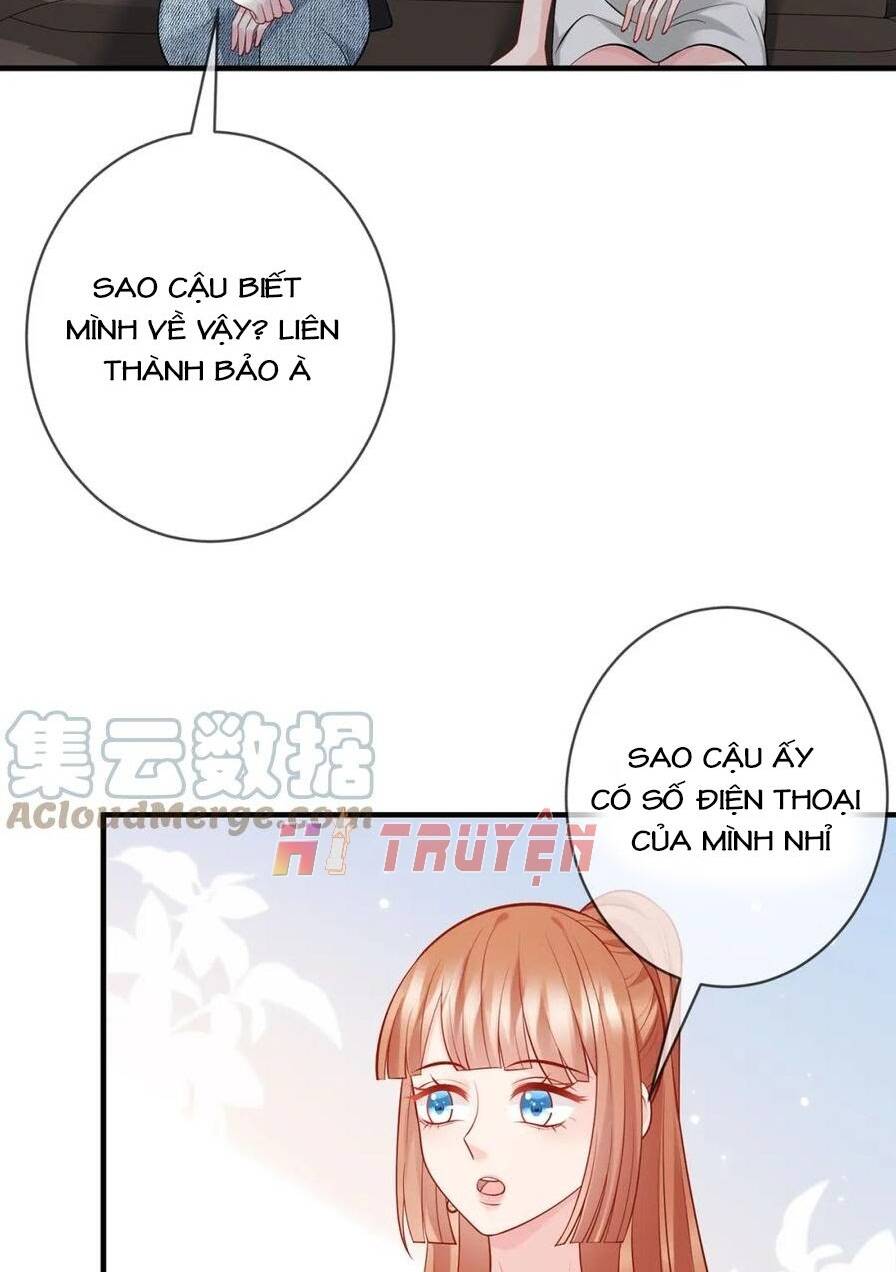 SAO CẬU BIẾT
MÌNH VỀ VẬY? LIÊN
THÀNH BẢO À
集云数据
ACloudMerge.com
SAO CẬU ẤY
CÓ SỐ ĐIỆN THOẠI
CỦA MÌNH NHỈ
HI TRUYỆN